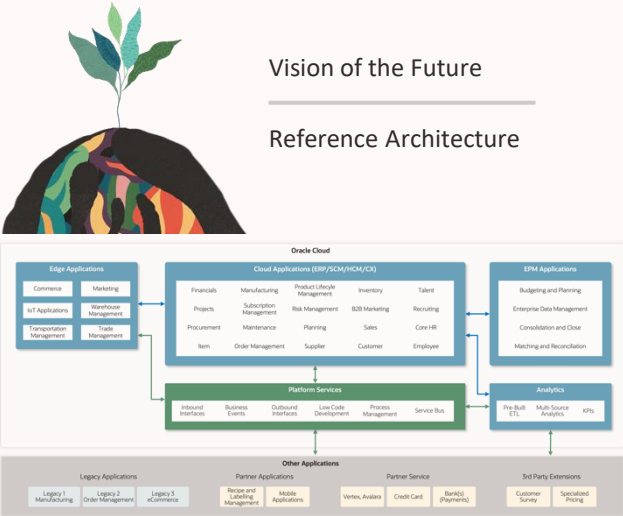 Vision of the Future
Reference Architecture
Oracle Cloud
Edge Applications
Commerce
Marketing
IoT Applications
Warehouse
Management
Transportation
Management
Trade
Management
Cloud Applications (ERP/SCM/HCM/CX)
Financials
Manufacturing
Product Lifecyle
Management
Inventory
Talent
Projects
Subscription
Management
Risk Management
B2B Marketing
Recruiting
Procurement
Maintenance
Planning
Sales
Core HR
Item
Order Management
Supplier
Customer
Employee
EPM Applications
Budgeting and Planning
Enterprise Data Management
Consolidation and Close
Matching and Reconciliation
Platform Services
Inbound
Interfaces
Business
Events
Outbound
Interfaces
Low Code
Development
Process
Management
Service Bus
Analytics
Pre-Built
ETL
Multi-Source
Analytics
KPIs
Other Applications
Legacy Applications
Legacy 1
Manufacturing
Legacy 2
Order Management
Legacy 3
eCommerce
Partner Applications
Recipe and
Labelling
Management
Mobile
Applications
Partner Service
Vertex, Avalara
Credit Card
Bank(s)
(Payments)
3rd Party Extensions
Customer
Survey
Specialized
Pricing